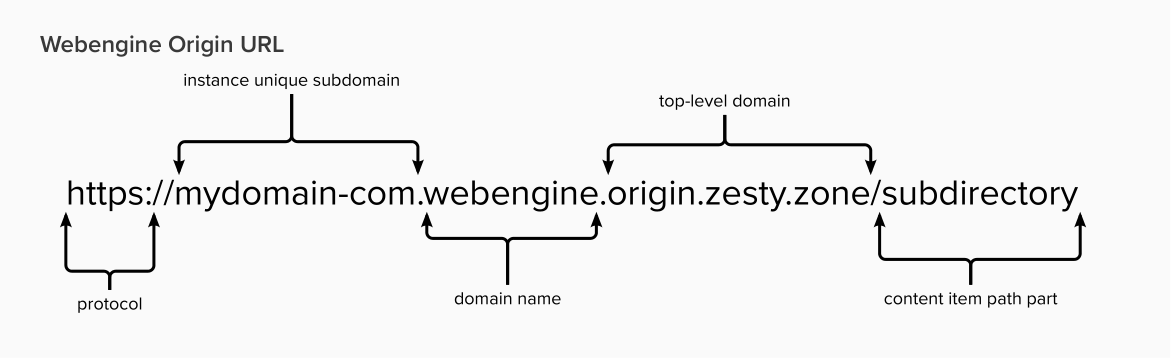 Webengine Origin URL
instance unique subdomain
top-level domain
https://mydomain-com.webengine.origin.zesty.zone/subdirectory
protocol
domain name
content item path part